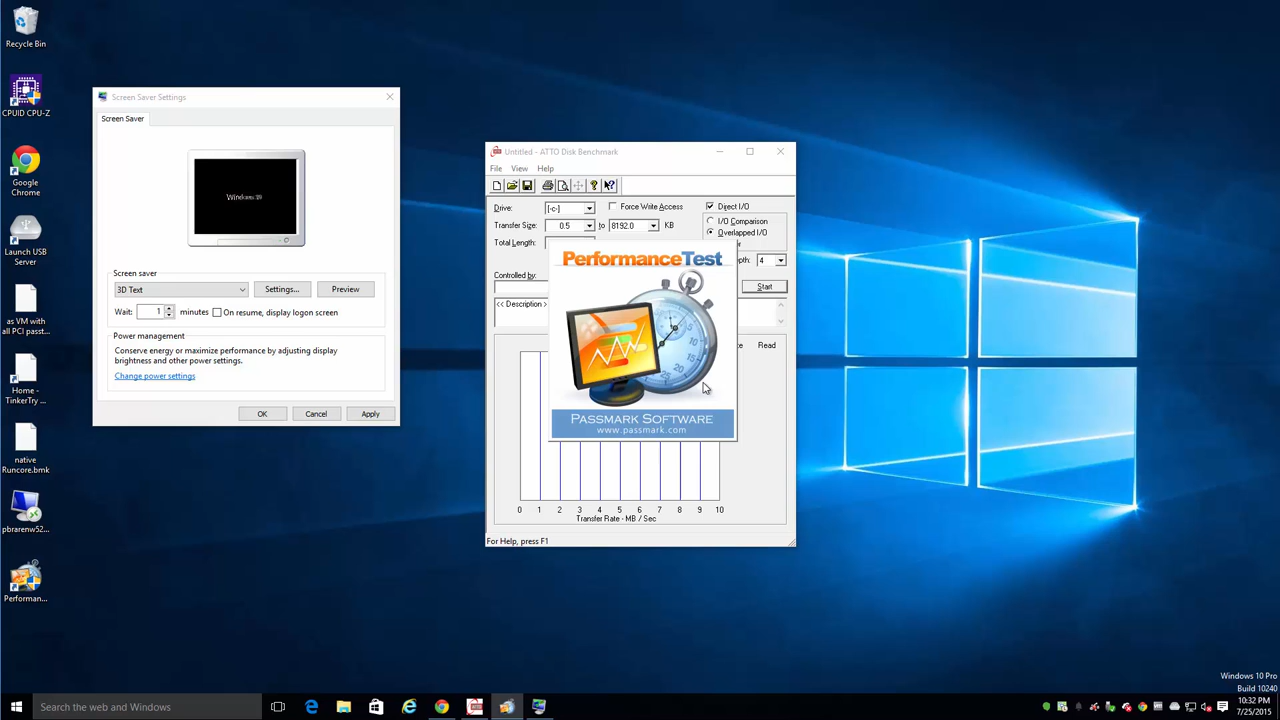 Recycle Bin
CPUID CPU-Z
Google
Chrome
Launch USB
Server
as VM with
all PCI passt...
Home -
TinkerTry ...
native
Runcore.bmk
pbrarenw52...
Performan...
Screen Saver Settings
Screen Saver
Screen saver
3D Text
Settings...
Preview
Wait: 1 minutes On resume, display logon screen
Power management
Conserve energy or maximize performance by adjusting display
brightness and other power settings.
Change power settings
OK
Cancel
Apply
Untitled - ATTO Disk Benchmark
File View Help
Drive: [-c-] Force Write Access Direct I/O
Transfer Size: 0.5 to 8192.0 KB
I/O Comparison
Overlapped I/O
Total Length:
4
Controlled by:
Start
<< Description >
Read
PerformanceTest
PASSMARK SOFTWARE
www.passmark.com
0 1 2 3 4 5 6 7 8 9 10
Transfer Rate - MB / Sec
For Help, press F1
Windows 10 Pro
Build 10240
Search the web and Windows
10:32 PM
7/25/2015